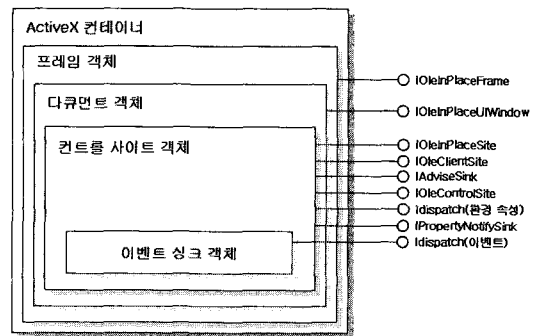 ActiveX 컨테이너
프레임 객체
다큐먼트 객체
컨트롤 사이트 객체
이벤트 싱크 객체
IOleInPlaceFrame
IOleInPlaceUIWindow
IOleInPlaceSite
IOleClientSite
IAdviseSink
IOleControlSite
Idispatch(환경 속성)
IPropertyNotifySink
Idispatch(이벤트)